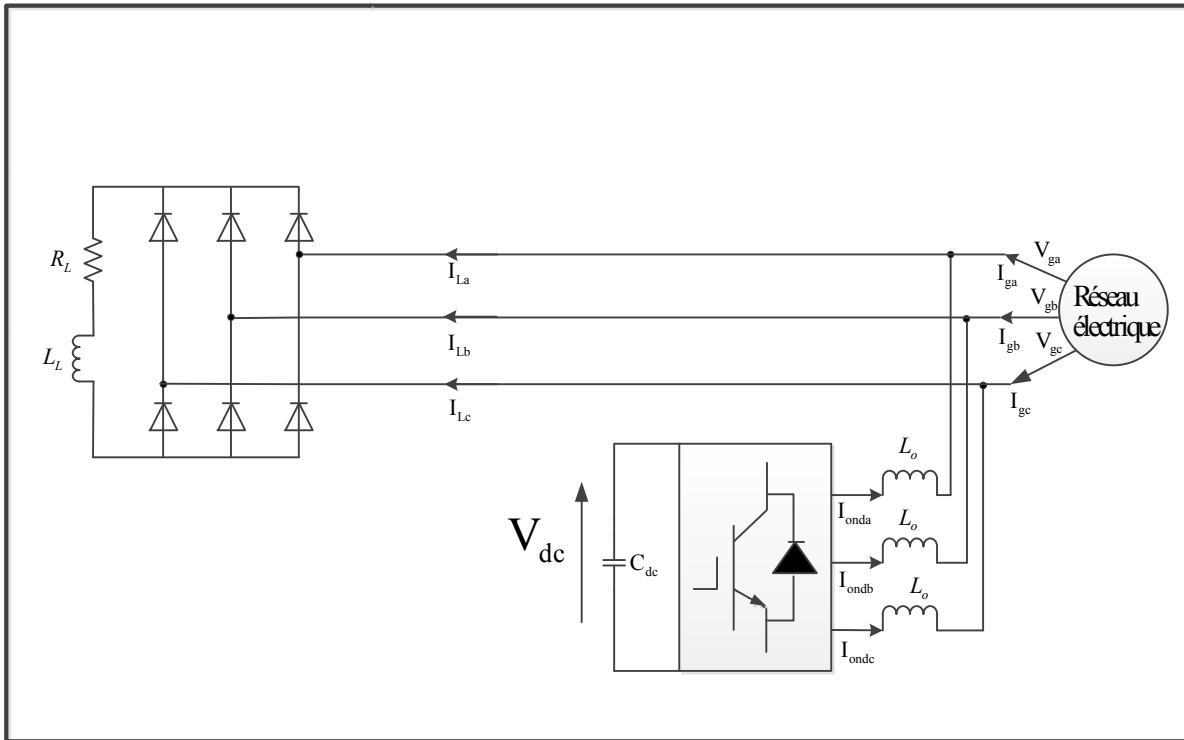 V_ga
I_La
I_ga
R_L
V_gb
Réseau
électrique
I_Lb
I_gb
V_gc
L_L
I_Lc
I_gc
L_o
I_onda
V_dc
C_dc
L_o
I_ondb
L_o
I_ondc